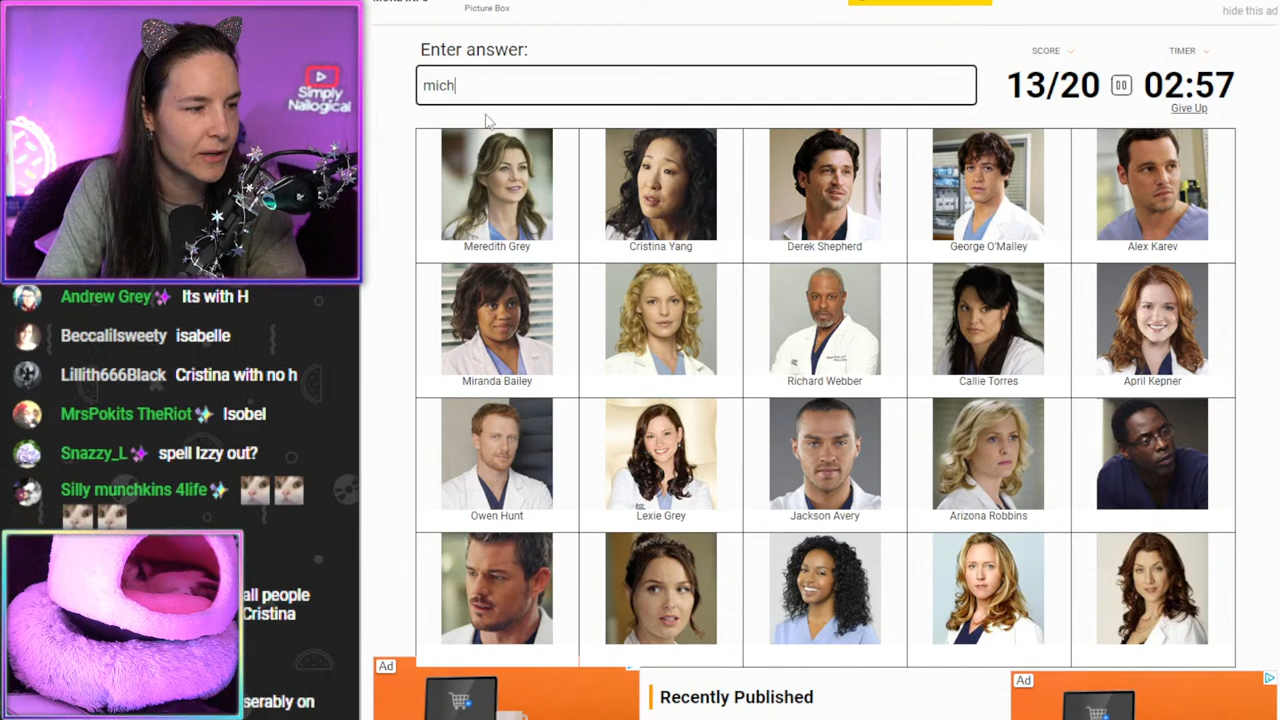 Picture Box
hide this ad
Enter answer:
mich
SCORE
TIMER
13/20
02:57
Give Up
Simply
Nailogical
Meredith Grey
Cristina Yang
Derek Shepherd
George O'Malley
Alex Karev
Miranda Bailey
Richard Webber
Callie Torres
April Kepner
Owen Hunt
Lexie Grey
Jackson Avery
Arizona Robbins
Andrew Grey Its with H
Beccalilsweety isabelle
Lillith666Black Cristina with no h
MrsPokits TheRiot Isobel
Snazzy_L spell Izzy out?
Silly munchkins 4life
all people
Cristina
serably on
Ad
Recently Published
Ad